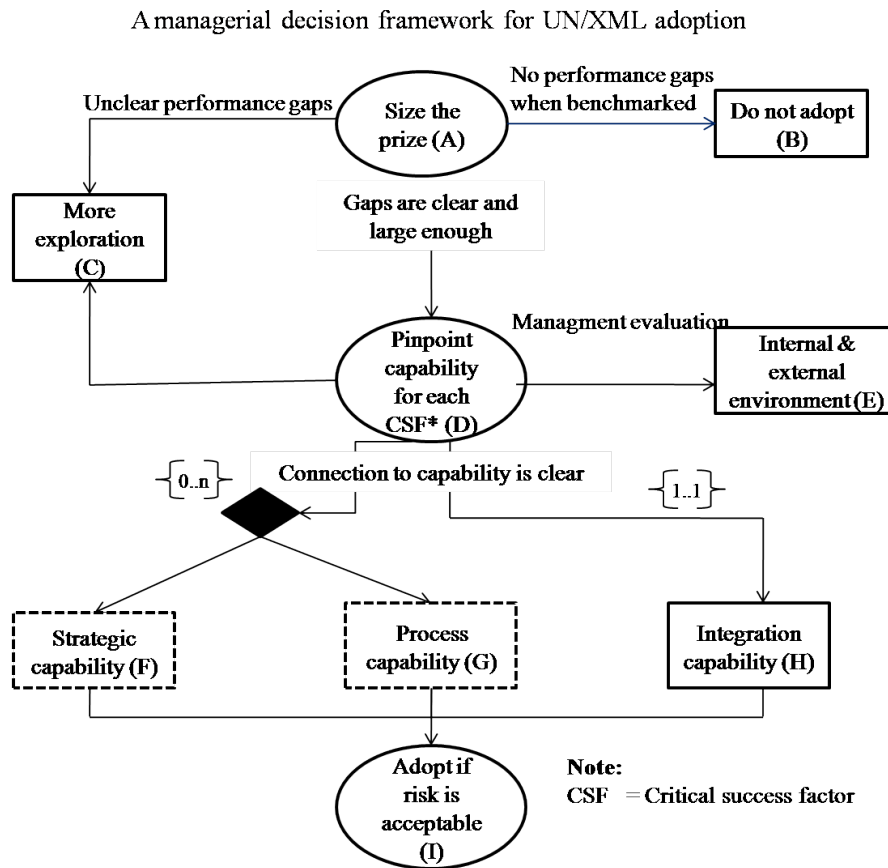 A managerial decision framework for UN/XML adoption
Unclear performance gaps
Size the
prize (A)
No performance gaps
when benchmarked
Do not adopt
(B)
More
exploration
(C)
Gaps are clear and
large enough
Pinpoint
capability
for each
CSF* (D)
Managment evaluation
Internal &
external
environment (E)
{0..n}
Connection to capability is clear
{1..1}
Strategic
capability (F)
Process
capability (G)
Integration
capability (H)
Adopt if
risk is
acceptable
(I)
Note:
CSF = Critical success factor